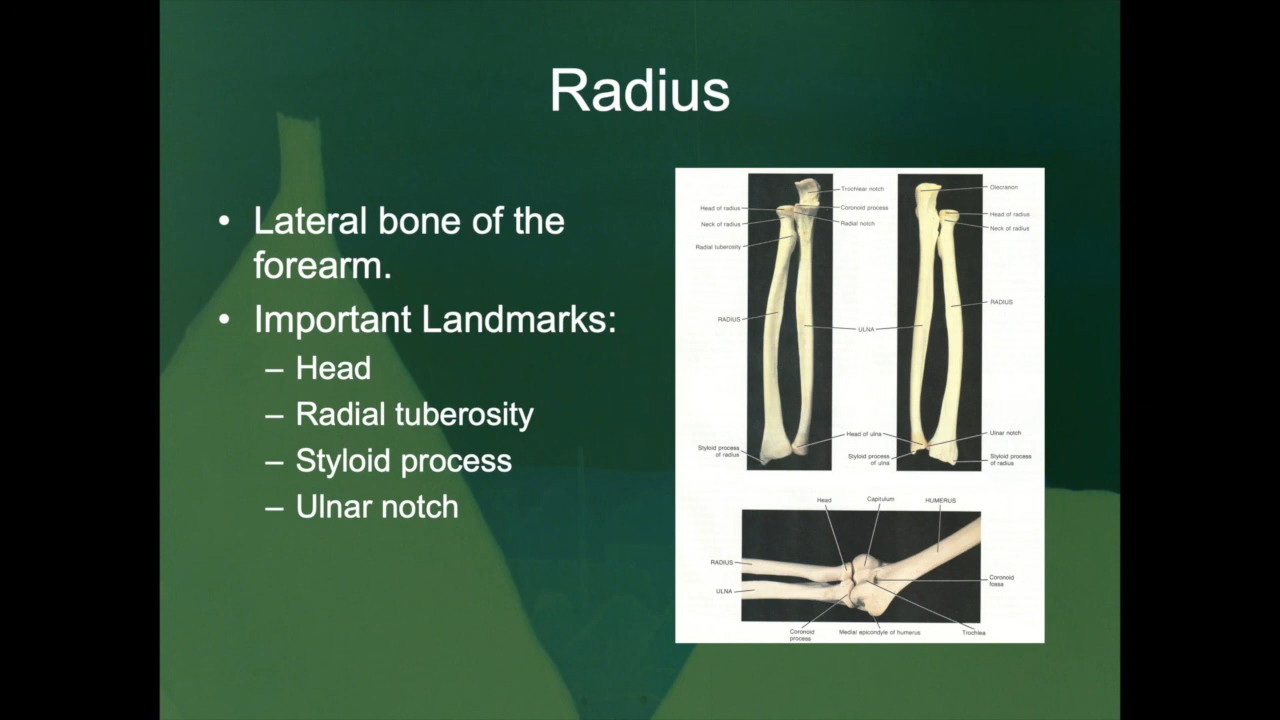 Radius
• Lateral bone of the
forearm.
• Important Landmarks:
– Head
– Radial tuberosity
– Styloid process
– Ulnar notch
Trochlear notch
Head of radius
Coronoid process
Neck of radius
Radial notch
Radial tuberosity
RADIUS
Olecranon
Head of radius
Neck of radius
RADIUS
ULNA
Head of ulna
Ulnar notch
Styloid process
of radius
Styloid process
of ulna
Styloid process
of radius
Head
Capitulum
HUMERUS
RADIUS
ULNA
Coronoid
fossa
Coronoid
process
Medial epicondyle of humerus
Trochlea